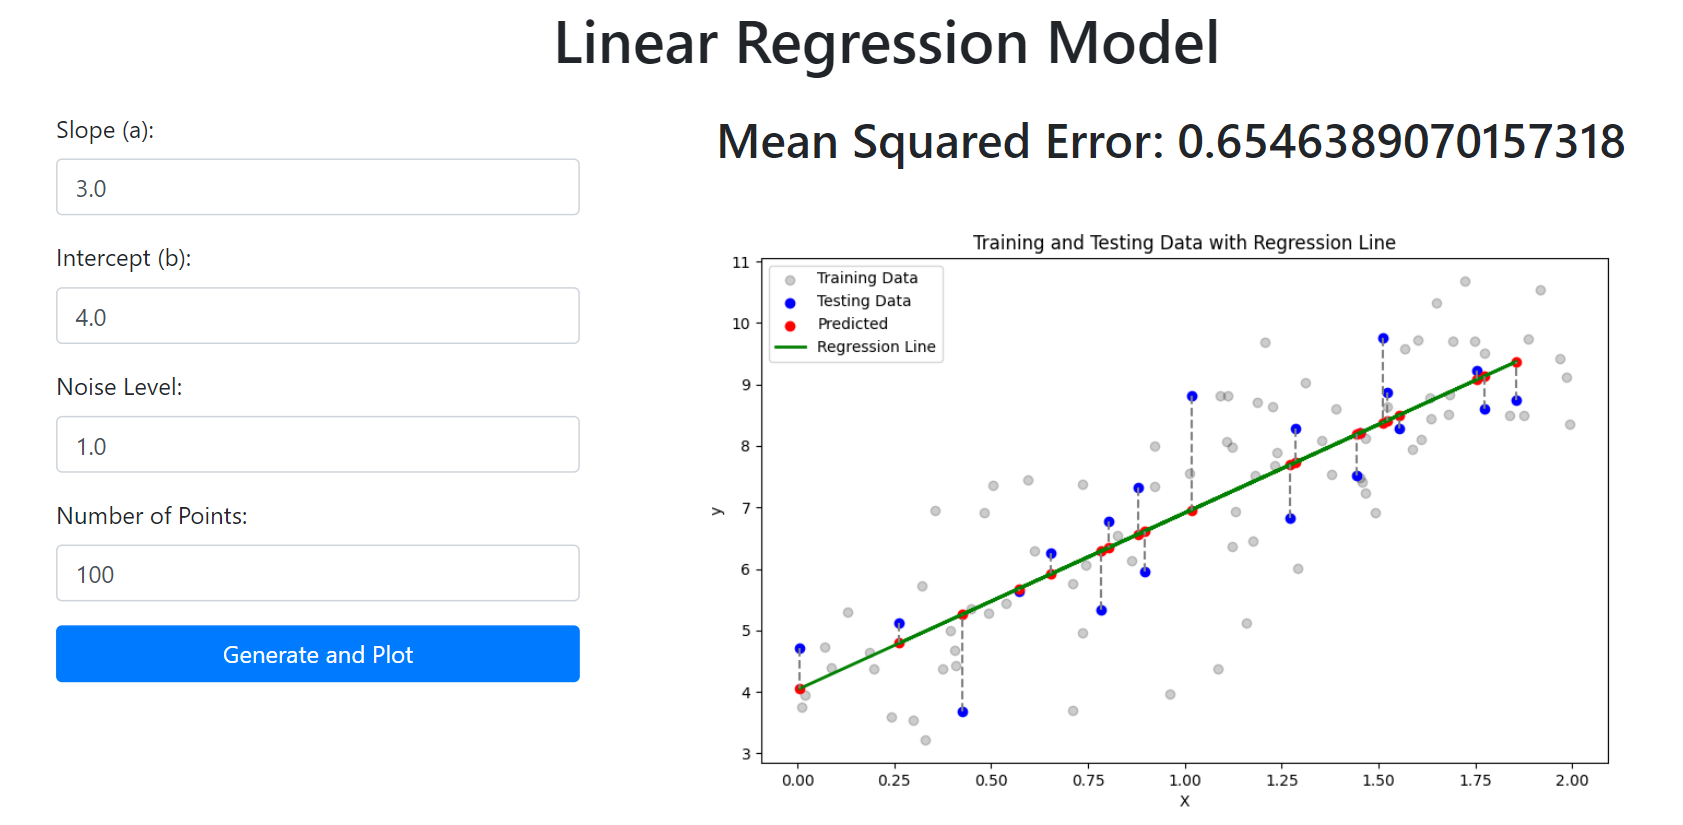 Linear Regression Model
Slope (a):
3.0
Intercept (b):
4.0
Noise Level:
1.0
Number of Points:
100
Generate and Plot
Mean Squared Error: 0.6546389070157318
Training and Testing Data with Regression Line
Training Data
Testing Data
Predicted
Regression Line
11
10
9
8
7
6
5
4
3
y
0.00 0.25 0.50 0.75 1.00 1.25 1.50 1.75 2.00
X